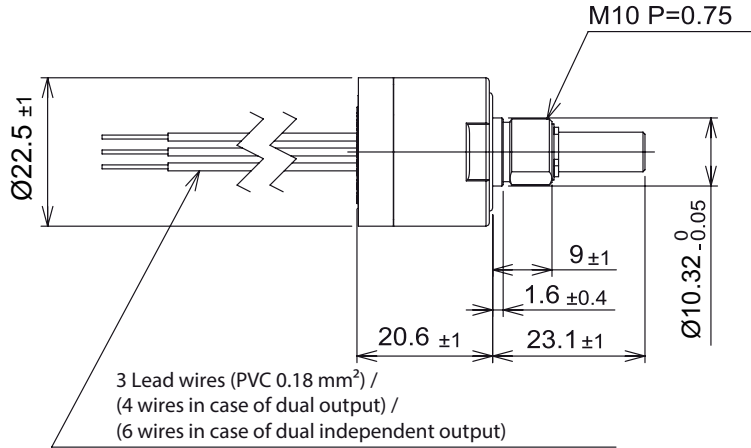 M10 P=0.75
Ø22.5 ±1
Ø10.32 0 -0.05
9 ±1
1.6 ±0.4
20.6 ±1
23.1 ±1
3 Lead wires (PVC 0.18 mm²) /
(4 wires in case of dual output) /
(6 wires in case of dual independent output)